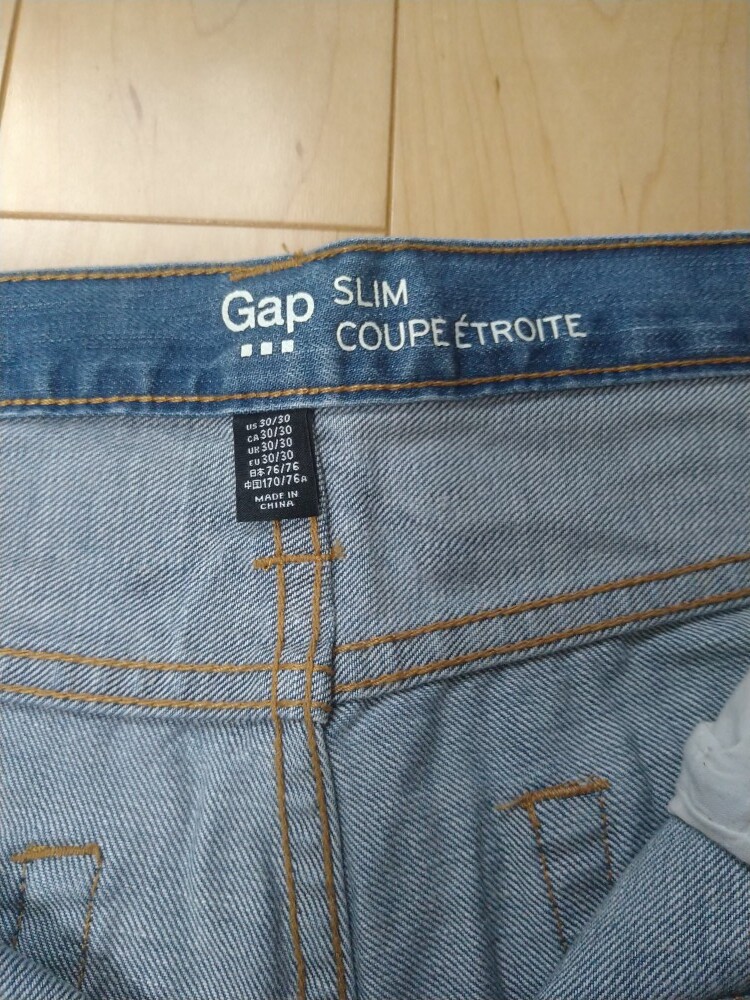 Gap
SLIM
COUPE ÉTROITE
US 30/30
CA 30/30
UK 30/30
EU 30/30
日本 76/76
中国 170/76A
MADE IN
CHINA